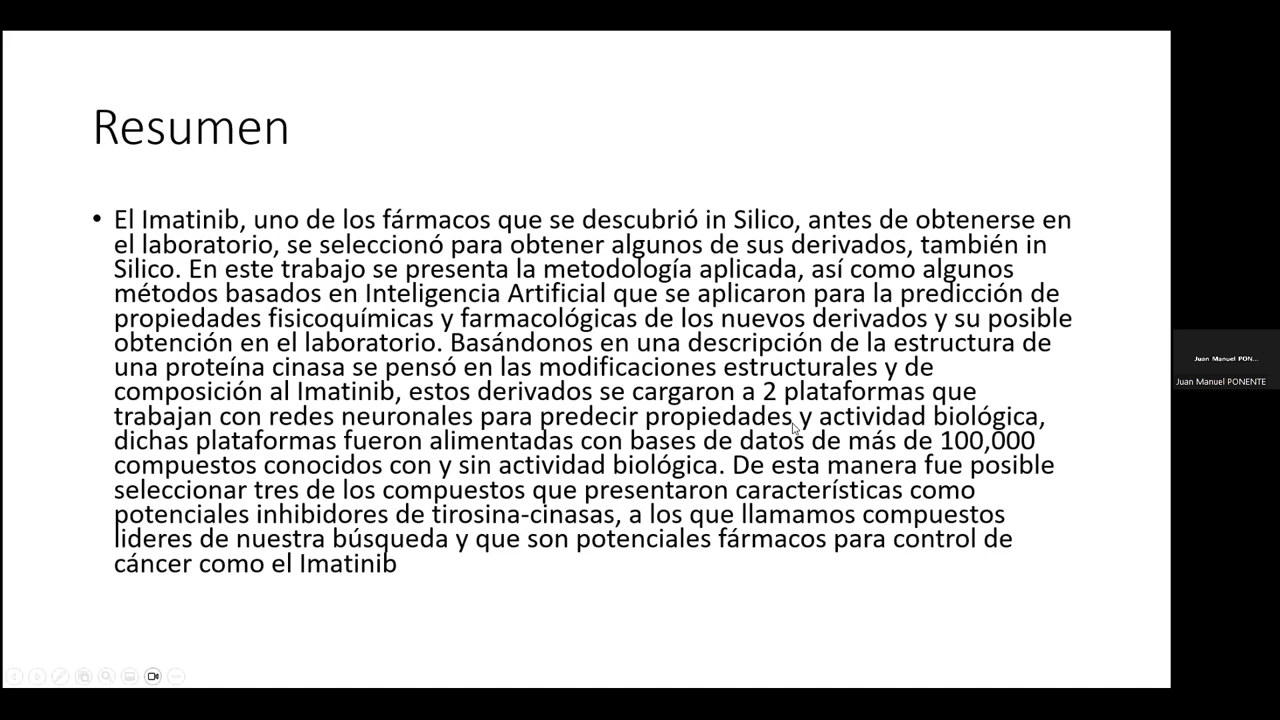 Resumen
• El Imatinib, uno de los fármacos que se descubrió in Silico, antes de obtenerse en
el laboratorio, se seleccionó para obtener algunos de sus derivados, también in
Silico. En este trabajo se presenta la metodología aplicada, así como algunos
métodos basados en Inteligencia Artificial que se aplicaron para la predicción de
propiedades fisicoquímicas y farmacológicas de los nuevos derivados y su posible
obtención en el laboratorio. Basándonos en una descripción de la estructura de
una proteína cinasa se pensó en las modificaciones estructurales y de
composición al Imatinib, estos derivados se cargaron a 2 plataformas que
trabajan con redes neuronales para predecir propiedades y actividad biológica,
dichas plataformas fueron alimentadas con bases de datos de más de 100,000
compuestos conocidos con y sin actividad biológica. De esta manera fue posible
seleccionar tres de los compuestos que presentaron características como
potenciales inhibidores de tirosina-cinasas, a los que llamamos compuestos
lideres de nuestra búsqueda y que son potenciales fármacos para control de
cáncer como el Imatinib
Juan Manuel PON...
Juan Manuel PONENTE